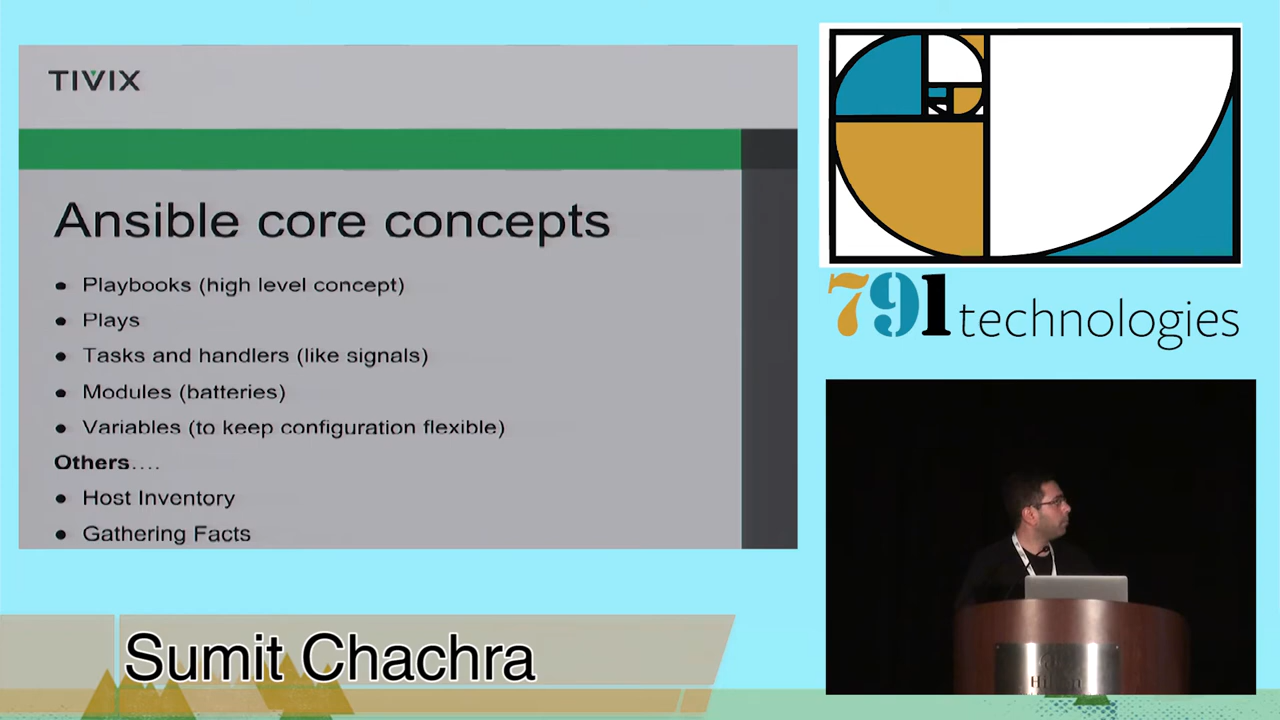 TIVIX
Ansible core concepts
• Playbooks (high level concept)
• Plays
• Tasks and handlers (like signals)
• Modules (batteries)
• Variables (to keep configuration flexible)
Others....
• Host Inventory
• Gathering Facts
791 technologies
Sumit Chachra